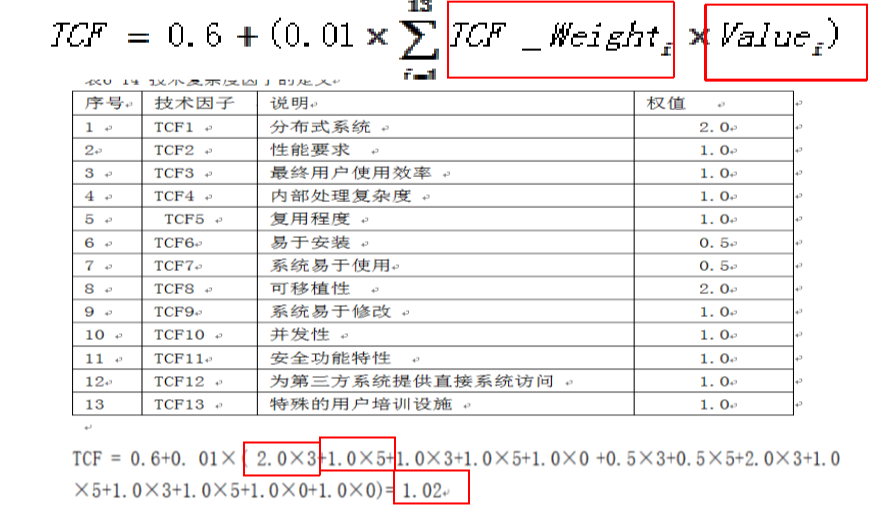 TCF = 0.6 + (0.01 × ∑ TCF _Weight_i × Value_i)
13
i=1
表6-14 技术复杂度因子的定义
序号 技术因子 说明 权值
1 TCF1 分布式系统 2.0
2 TCF2 性能要求 1.0
3 TCF3 最终用户使用效率 1.0
4 TCF4 内部处理复杂度 1.0
5 TCF5 复用程度 1.0
6 TCF6 易于安装 0.5
7 TCF7 系统易于使用 0.5
8 TCF8 可移植性 2.0
9 TCF9 系统易于修改 1.0
10 TCF10 并发性 1.0
11 TCF11 安全功能特性 1.0
12 TCF12 为第三方系统提供直接系统访问 1.0
13 TCF13 特殊的用户培训设施 1.0
TCF = 0.6+0.01×( 2.0×3+1.0×5+1.0×3+1.0×5+1.0×0 +0.5×3+0.5×5+2.0×3+1.0
×5+1.0×3+1.0×5+1.0×0+1.0×0)= 1.02